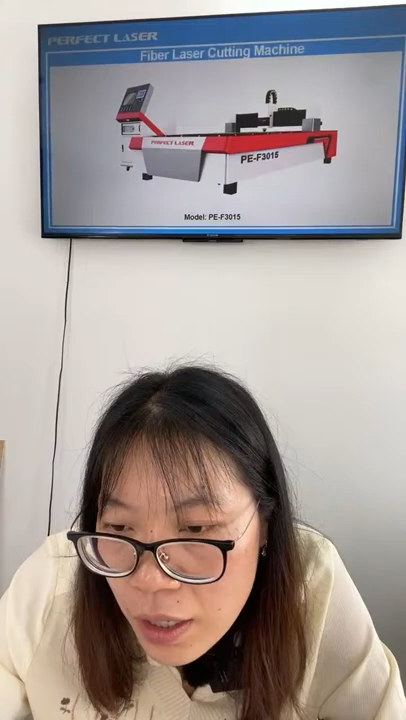 PERFECT LASER
Fiber Laser Cutting Machine
PERFECT LASER
PE-F3015
Model: PE-F3015